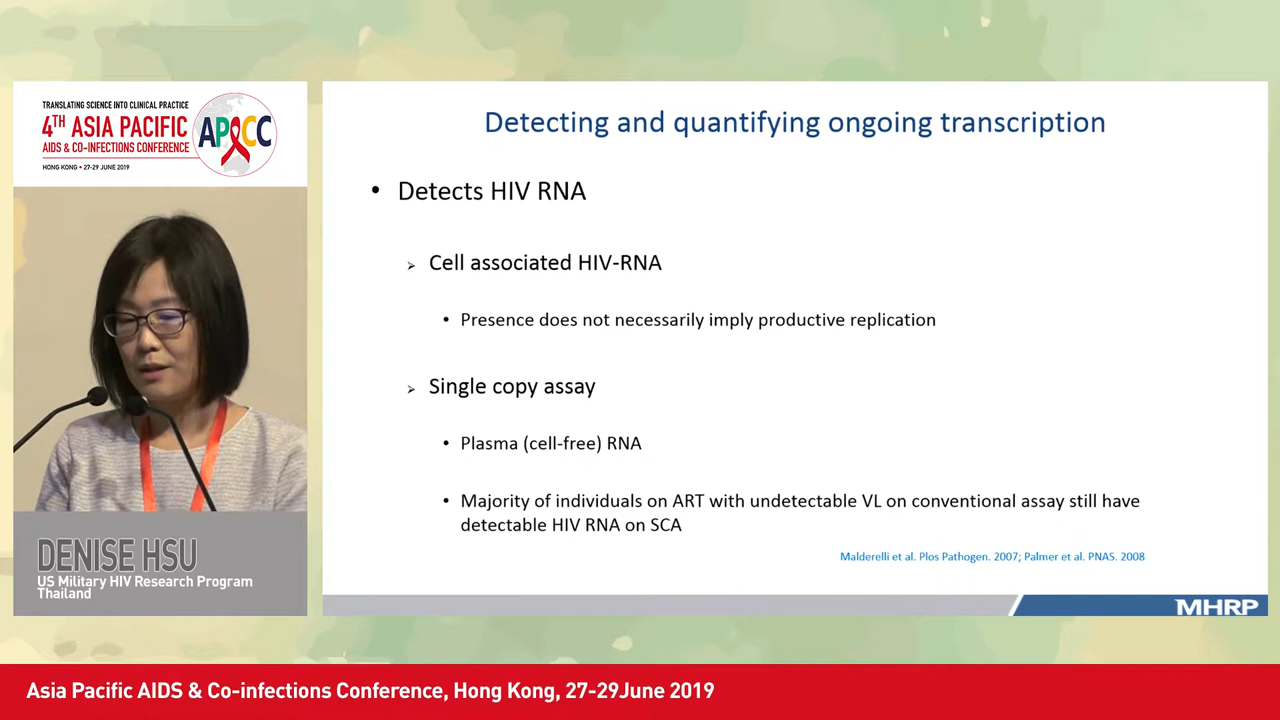 TRANSLATING SCIENCE INTO CLINICAL PRACTICE
4TH ASIA PACIFIC
AIDS & CO-INFECTIONS CONFERENCE
HONG KONG • 27-29 JUNE 2019
APACC
DENISE HSU
US Military HIV Research Program
Thailand
Detecting and quantifying ongoing transcription
• Detects HIV RNA
➢ Cell associated HIV-RNA
• Presence does not necessarily imply productive replication
➢ Single copy assay
• Plasma (cell-free) RNA
• Majority of individuals on ART with undetectable VL on conventional assay still have
detectable HIV RNA on SCA
Malderelli et al. Plos Pathogen. 2007; Palmer et al. PNAS. 2008
MHRP
Asia Pacific AIDS & Co-infections Conference, Hong Kong, 27-29June 2019